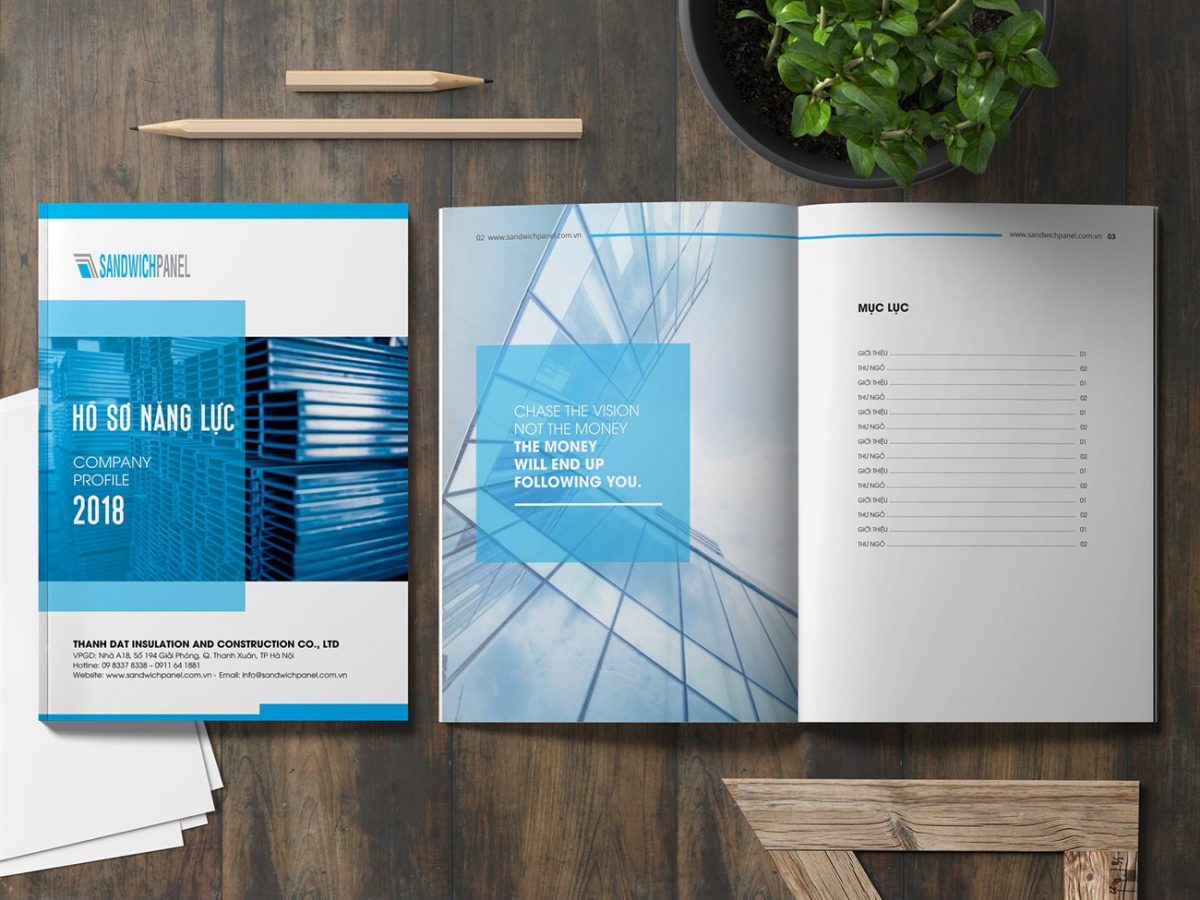 SANDWICHPANEL
HỒ SƠ NĂNG LỰC
COMPANY
PROFILE
2018
THANH DAT INSULATION AND CONSTRUCTION CO., LTD
VPGD: Nhà A18, Số 194 Giải Phóng, Q. Thanh Xuân, TP Hà Nội
Hotline: 09 8337 8338 – 0911 64 1881
Website: www.sandwichpanel.com.vn - Email: info@sandwichpanel.com.vn
02 www.sandwichpanel.com.vn
CHASE THE VISION
NOT THE MONEY
THE MONEY
WILL END UP
FOLLOWING YOU.
www.sandwichpanel.com.vn 03
MỤC LỤC
GIỚI THIỆU 01
THƯ NGỎ 02
GIỚI THIỆU 01
THƯ NGỎ 02
GIỚI THIỆU 01
THƯ NGỎ 02
GIỚI THIỆU 01
THƯ NGỎ 02
GIỚI THIỆU 01
THƯ NGỎ 02
GIỚI THIỆU 01
THƯ NGỎ 02
GIỚI THIỆU 01
THƯ NGỎ 02